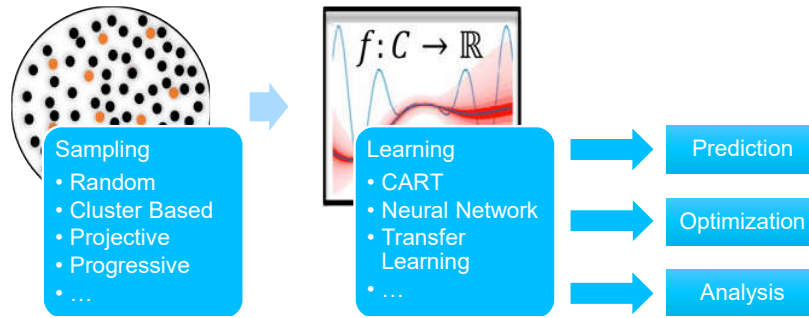 f: C → ℝ
Sampling
• Random
• Cluster Based
• Projective
• Progressive
• …
Learning
• CART
• Neural Network
• Transfer
Learning
• …
Prediction
Optimization
Analysis